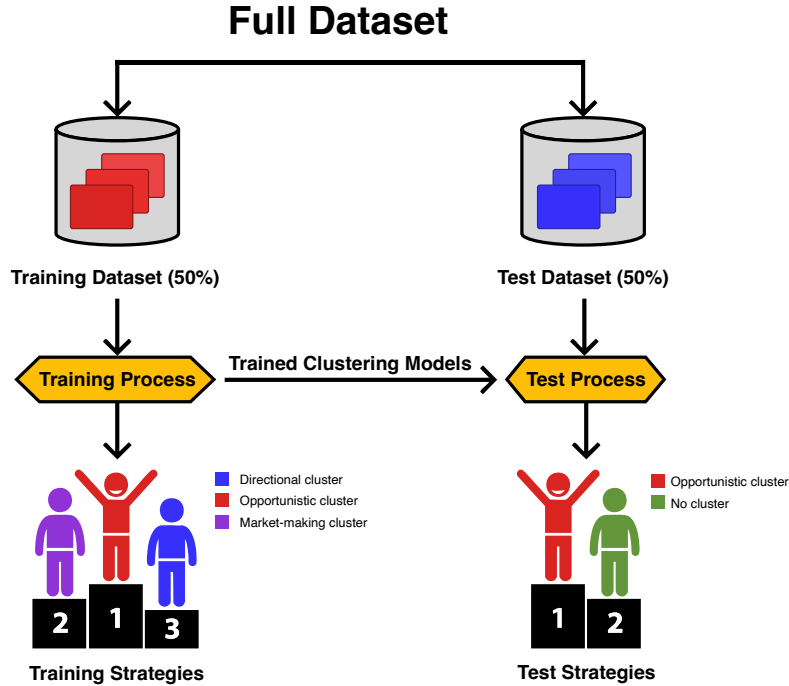 Full Dataset
Training Dataset (50%)
Test Dataset (50%)
Training Process
Trained Clustering Models
Test Process
Directional cluster
Opportunistic cluster
Market-making cluster
Opportunistic cluster
No cluster
2
1
3
1
2
Training Strategies
Test Strategies